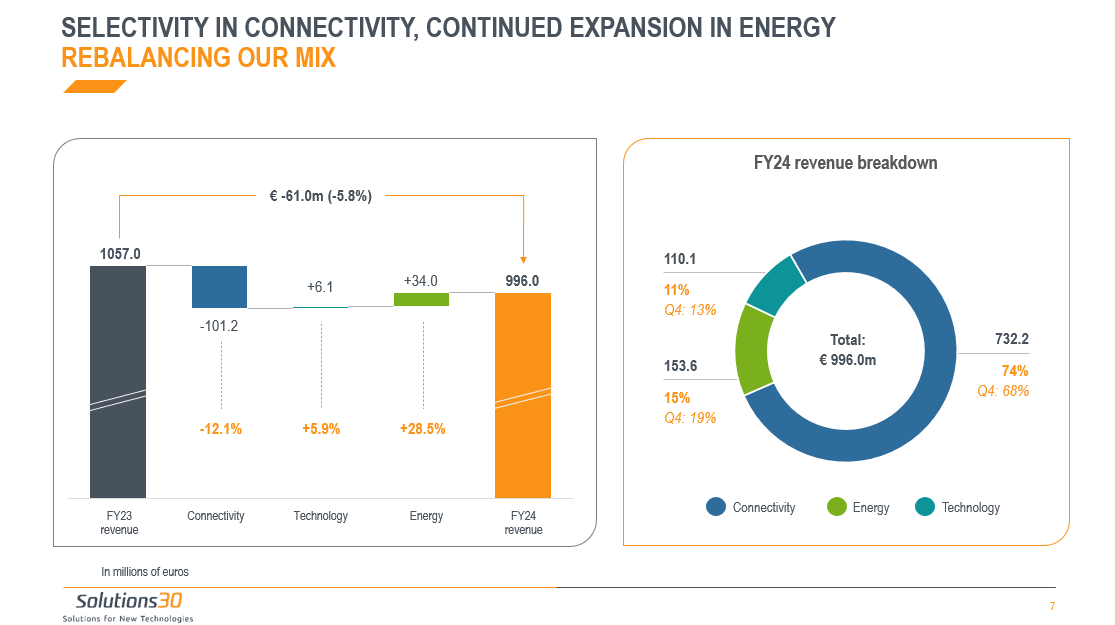 SELECTIVITY IN CONNECTIVITY, CONTINUED EXPANSION IN ENERGY
REBALANCING OUR MIX
€ -61.0m (-5.8%)
1057.0
-101.2
+6.1
+34.0
996.0
-12.1%
+5.9%
+28.5%
FY23
revenue
Connectivity
Technology
Energy
FY24
revenue
FY24 revenue breakdown
110.1
11%
Q4: 13%
153.6
15%
Q4: 19%
Total:
€ 996.0m
732.2
74%
Q4: 68%
Connectivity
Energy
Technology
In millions of euros
Solutions30
Solutions for New Technologies
7